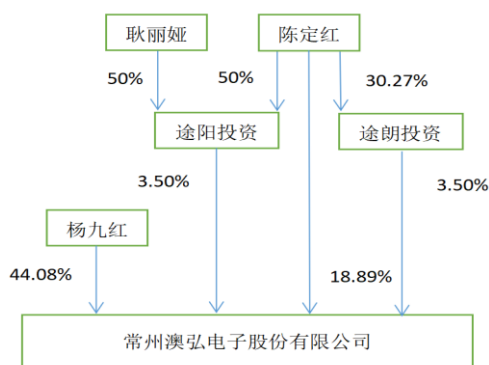 耿丽娅
陈定红
50%
50%
30.27%
途阳投资
途朗投资
3.50%
3.50%
杨九红
44.08%
18.89%
常州澳弘电子股份有限公司